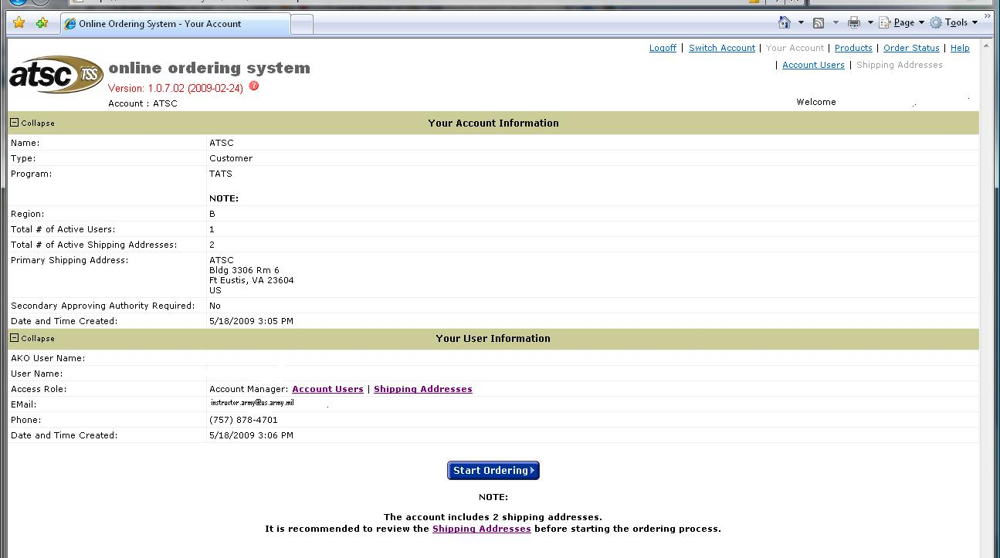 Online Ordering System - Your Account
Page
Tools
Logoff | Switch Account | Your Account | Products | Order Status | Help
| Account Users | Shipping Addresses
atsc TSS
online ordering system
Version: 1.0.7.02 (2009-02-24) ?
Account : ATSC
Welcome
Collapse
Your Account Information
Name: ATSC
Type: Customer
Program: TATS
NOTE:
Region: B
Total # of Active Users: 1
Total # of Active Shipping Addresses: 2
Primary Shipping Address: ATSC
Bldg 3306 Rm 6
Ft Eustis, VA 23604
US
Secondary Approving Authority Required: No
Date and Time Created: 5/18/2009 3:05 PM
Collapse
Your User Information
AKO User Name:
User Name:
Access Role: Account Manager: Account Users | Shipping Addresses
EMail: instructor.army@us.army.mil
Phone: (757) 878-4701
Date and Time Created: 5/18/2009 3:06 PM
Start Ordering
NOTE:
The account includes 2 shipping addresses.
It is recommended to review the Shipping Addresses before starting the ordering process.